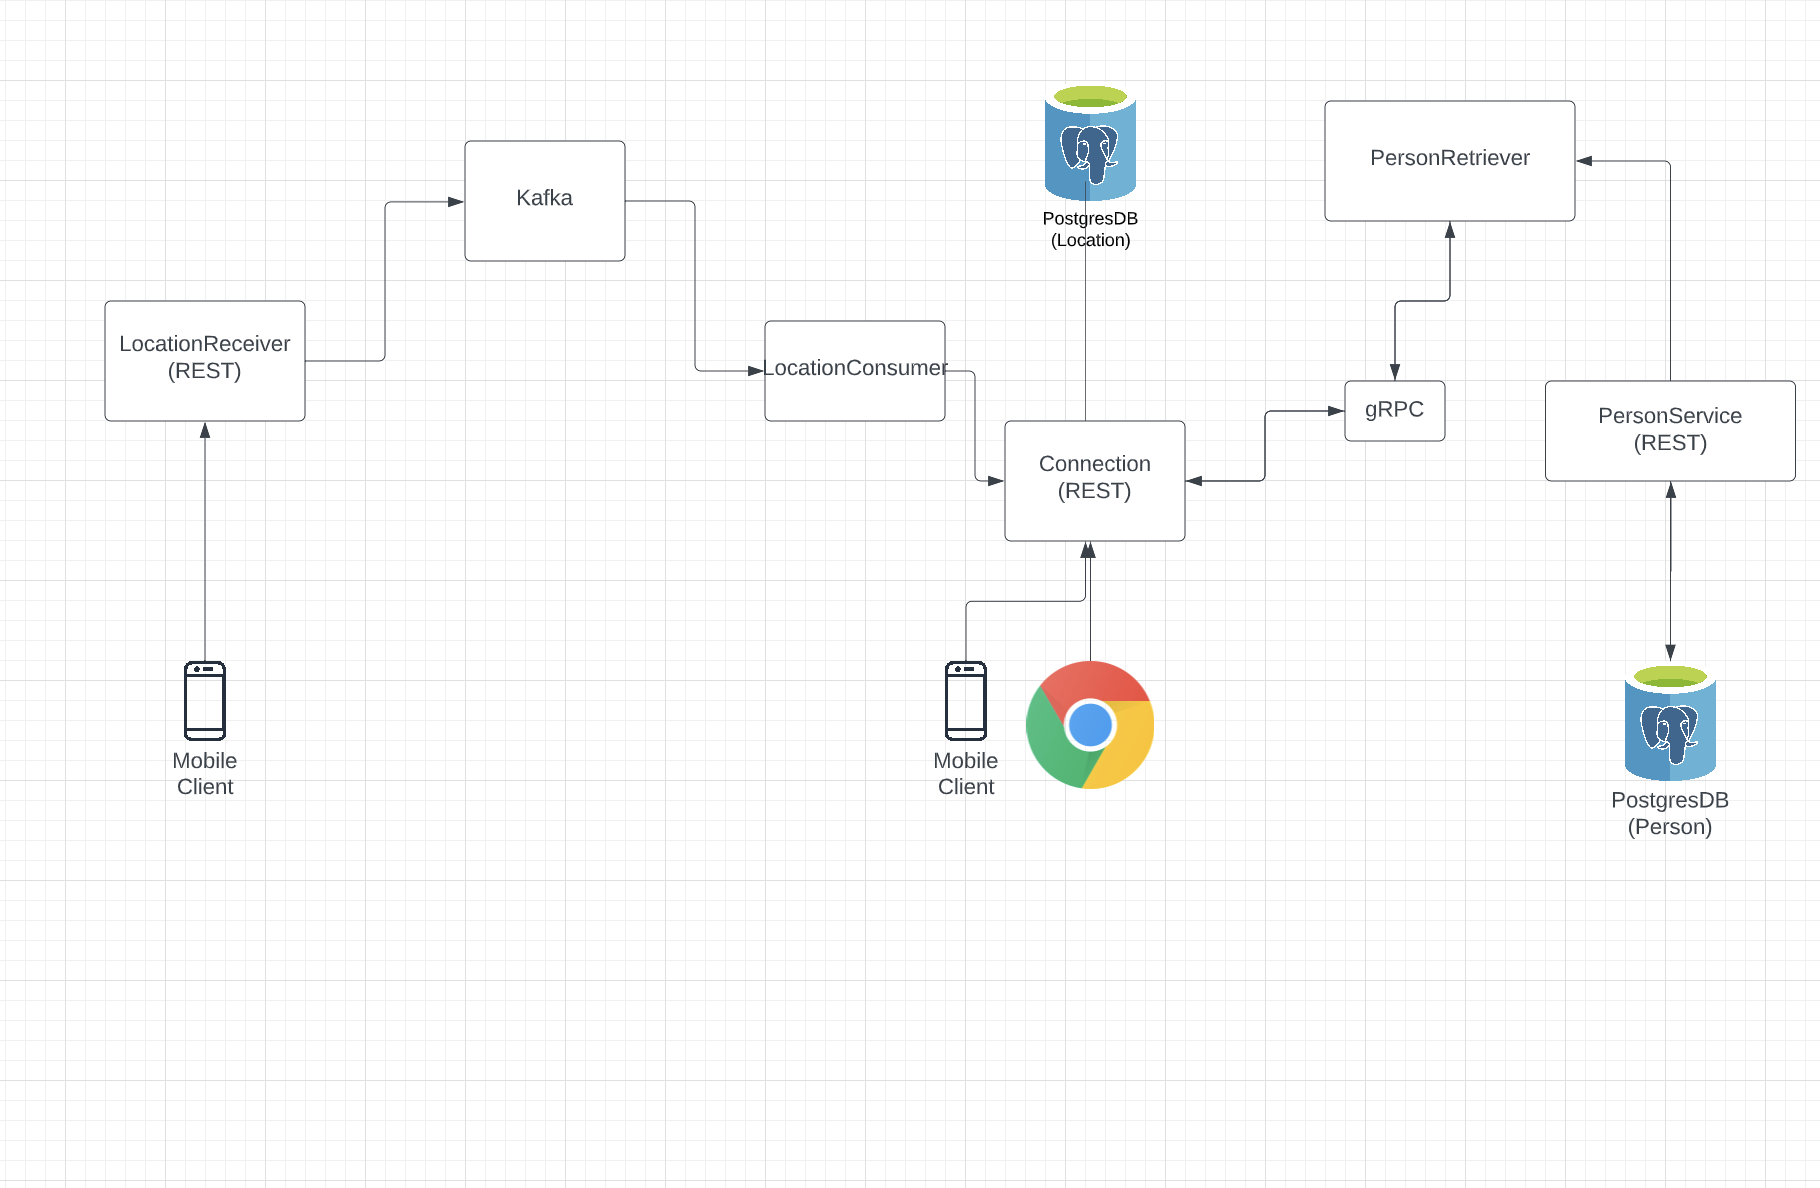 PostgresDB
(Location)
PersonRetriever
Kafka
LocationReceiver
(REST)
LocationConsumer
gRPC
PersonService
(REST)
Connection
(REST)
Mobile
Client
Mobile
Client
PostgresDB
(Person)